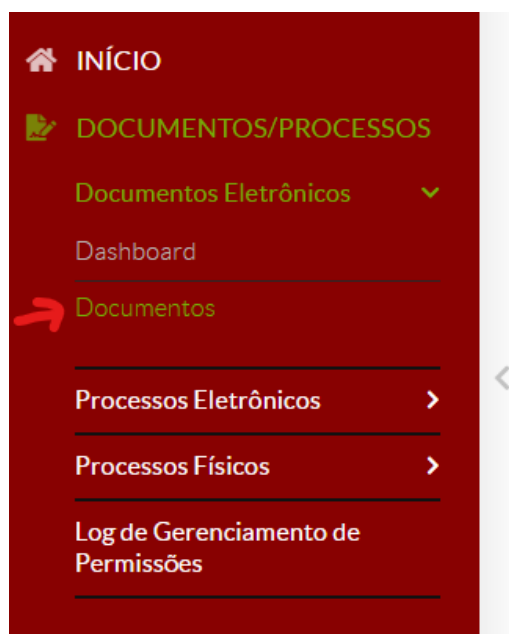 INÍCIO
DOCUMENTOS/PROCESSOS
Documentos Eletrônicos
Dashboard
Documentos
Processos Eletrônicos
Processos Físicos
Log de Gerenciamento de
Permissões